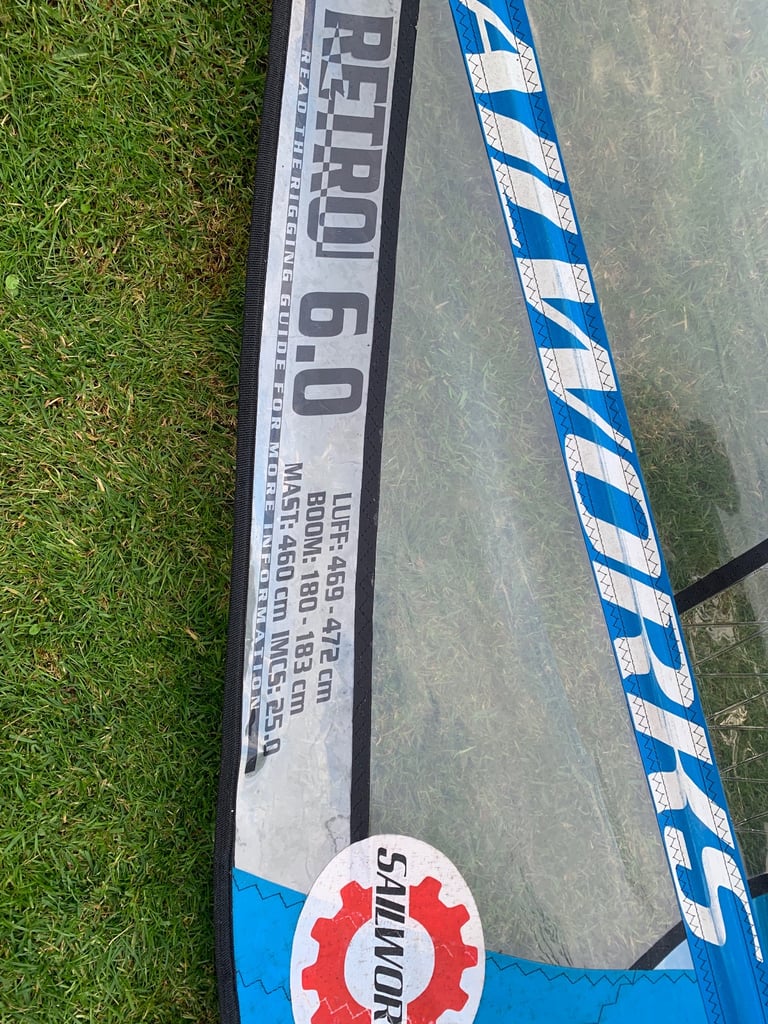 RETRO 6.0
READ THE RIGGING GUIDE FOR MORE INFORMATION
LUFF: 469 - 472 cm
BOOM: 180 - 183 cm
MAST: 460 cm IMCS: 25.0
AILWORKS
SAILWOR